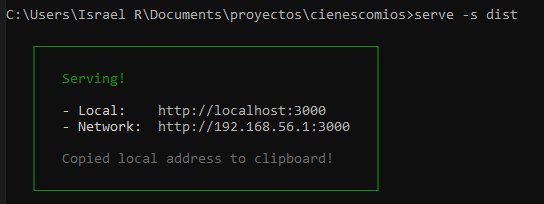 C:\Users\Israel R\Documents\proyectos\cienescomios>serve -s dist
Serving!
- Local:    http://localhost:3000
- Network:  http://192.168.56.1:3000
Copied local address to clipboard!